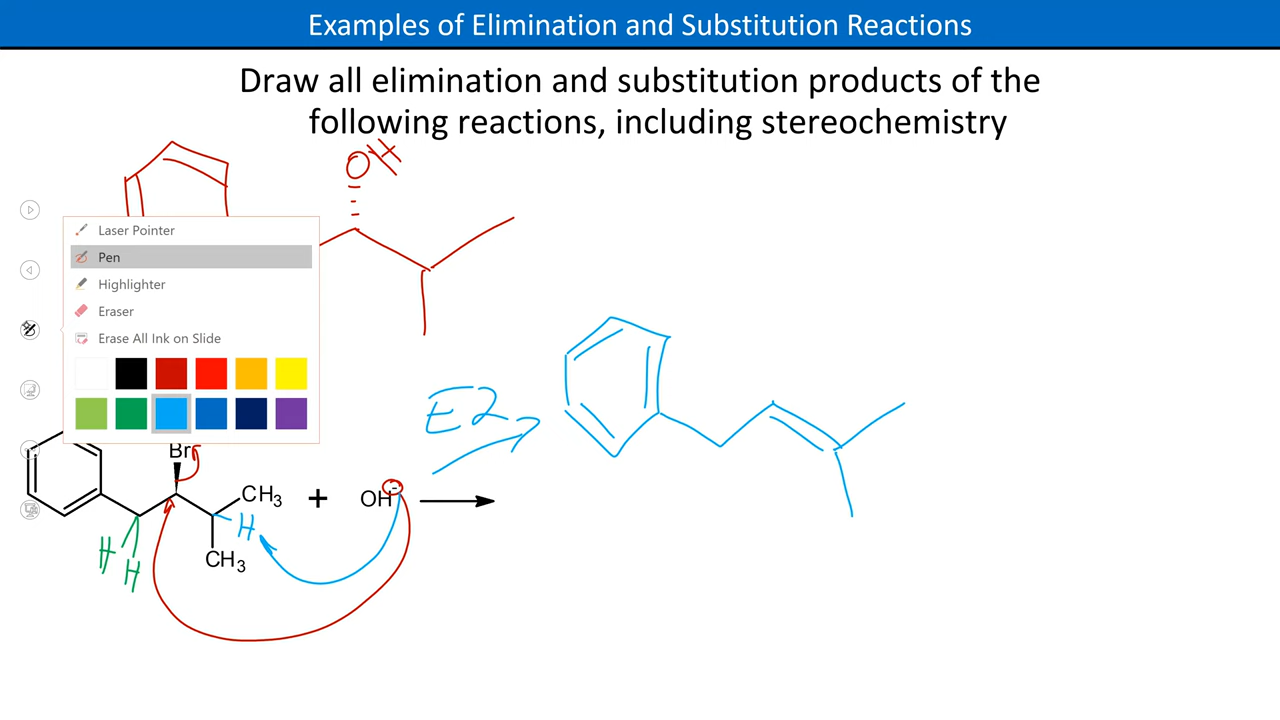 Examples of Elimination and Substitution Reactions
Draw all elimination and substitution products of the
following reactions, including stereochemistry
OH
Laser Pointer
Pen
Highlighter
Eraser
Erase All Ink on Slide
E2
Br
CH3
+
OH-
H
CH3
H
H